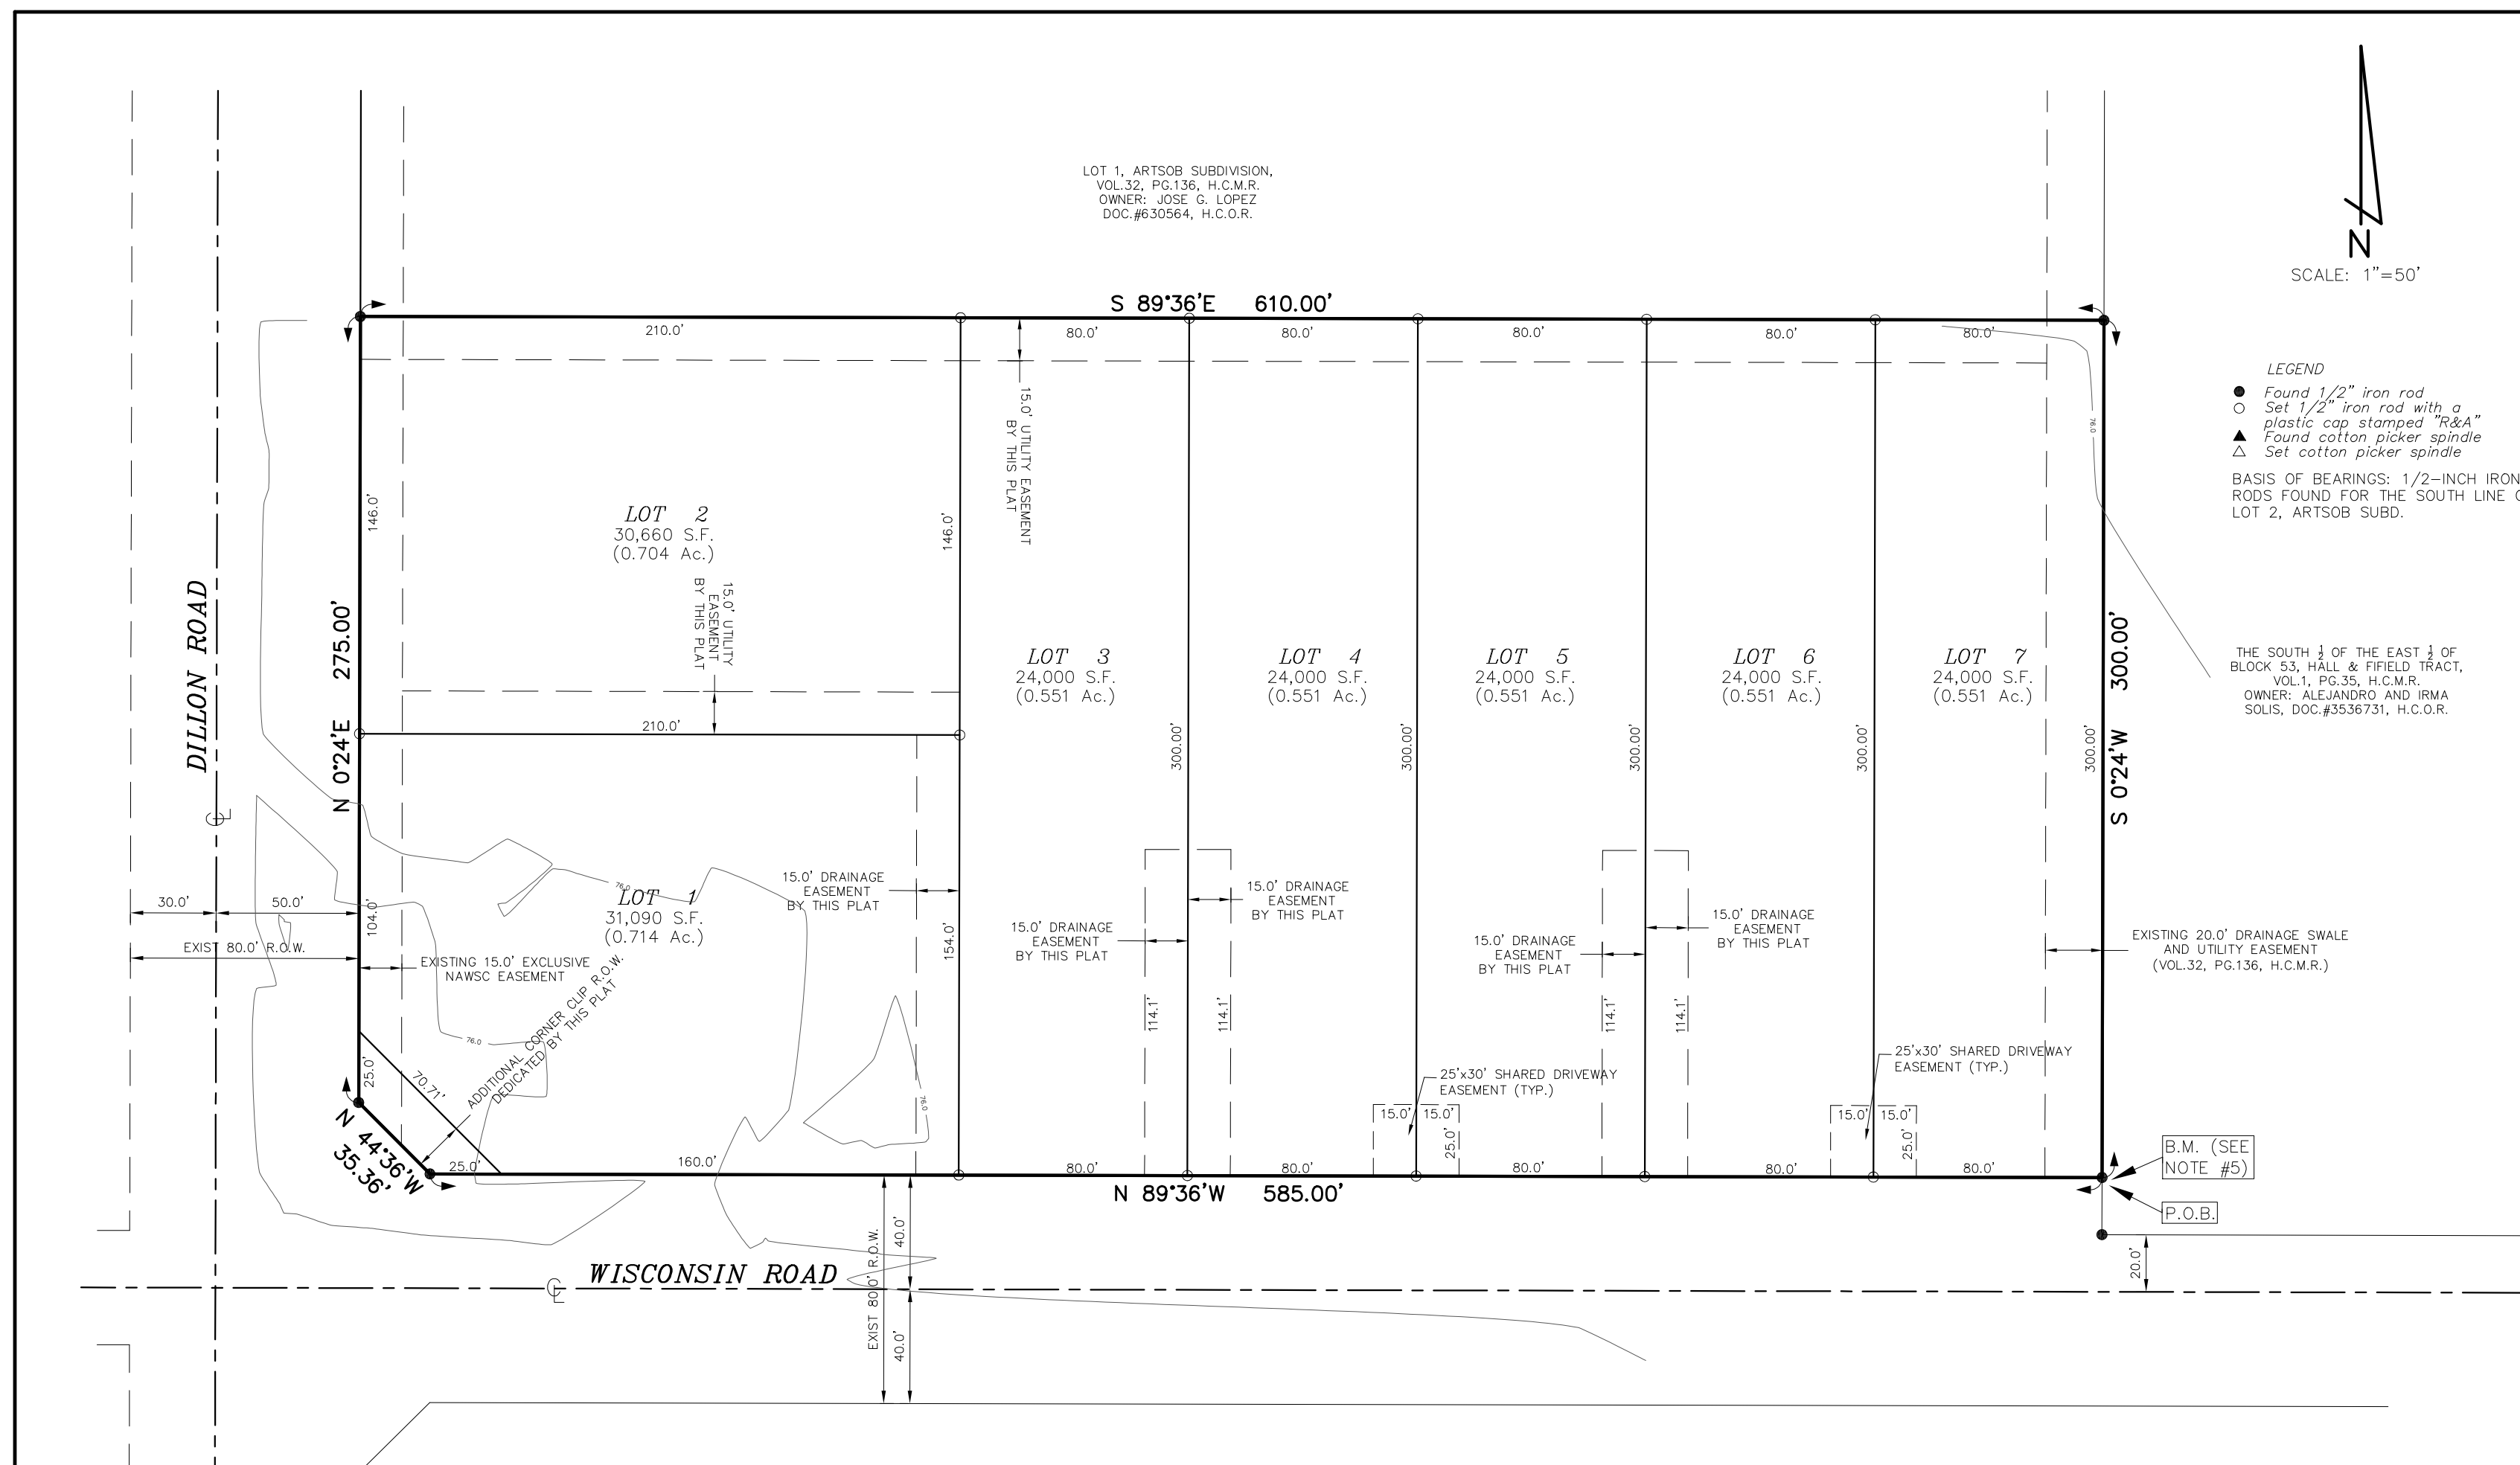 LOT 1, ARTSOB SUBDIVISION,
VOL.32, PG.136, H.C.M.R.
OWNER: JOSE G. LOPEZ
DOC.#630564, H.C.O.R.
N
SCALE: 1"=50'
S 89°36'E 610.00'
210.0'
80.0'
80.0'
80.0'
80.0'
80.0'
LEGEND
Found 1/2" iron rod
Set 1/2" iron rod with a
plastic cap stamped "R&A"
Found cotton picker spindle
Set cotton picker spindle
BASIS OF BEARINGS: 1/2-INCH IRON
RODS FOUND FOR THE SOUTH LINE
LOT 2, ARTSOB SUBD.
76.0
15.0' UTILITY EASEMENT
BY THIS PLAT
146.0'
LOT 2
30,660 S.F.
(0.704 Ac.)
146.0'
15.0' UTILITY
EASEMENT
BY THIS PLAT
DILLON ROAD
N 0°24'E 275.00'
210.0'
LOT 3
24,000 S.F.
(0.551 Ac.)
LOT 4
24,000 S.F.
(0.551 Ac.)
LOT 5
24,000 S.F.
(0.551 Ac.)
LOT 6
24,000 S.F.
(0.551 Ac.)
LOT 7
24,000 S.F.
(0.551 Ac.)
300.00'
300.00'
300.00'
300.00'
300.00'
S 0°24'W 300.00'
THE SOUTH ½ OF THE EAST ½ OF
BLOCK 53, HALL & FIFIELD TRACT,
VOL.1, PG.35, H.C.M.R.
OWNER: ALEJANDRO AND IRMA
SOLIS, DOC.#3536731, H.C.O.R.
CL
30.0'
50.0'
EXIST 80.0' R.O.W.
104.0'
76.0
LOT 1
31,090 S.F.
(0.714 Ac.)
EXISTING 15.0' EXCLUSIVE
NAWSC EASEMENT
15.0' DRAINAGE
EASEMENT
BY THIS PLAT
154.0'
15.0' DRAINAGE
EASEMENT
BY THIS PLAT
15.0' DRAINAGE
EASEMENT
BY THIS PLAT
15.0' DRAINAGE
EASEMENT
BY THIS PLAT
15.0' DRAINAGE
EASEMENT
BY THIS PLAT
EXISTING 20.0' DRAINAGE SWALE
AND UTILITY EASEMENT
(VOL.32, PG.136, H.C.M.R.)
114.1'
114.1'
114.1'
114.1'
76.0
ADDITIONAL CORNER CLIP R.O.W.
DEDICATED BY THIS PLAT
25.0'
70.71'
76.0
25'x30' SHARED DRIVEWAY
EASEMENT (TYP.)
25'x30' SHARED DRIVEWAY
EASEMENT (TYP.)
15.0'
15.0'
25.0'
15.0'
15.0'
25.0'
N 44°36'W
35.36'
25.0'
160.0'
80.0'
80.0'
80.0'
80.0'
80.0'
N 89°36'W 585.00'
B.M. (SEE
NOTE #5)
P.O.B.
EXIST 80.0' R.O.W.
40.0'
40.0'
20.0'
CL
WISCONSIN ROAD